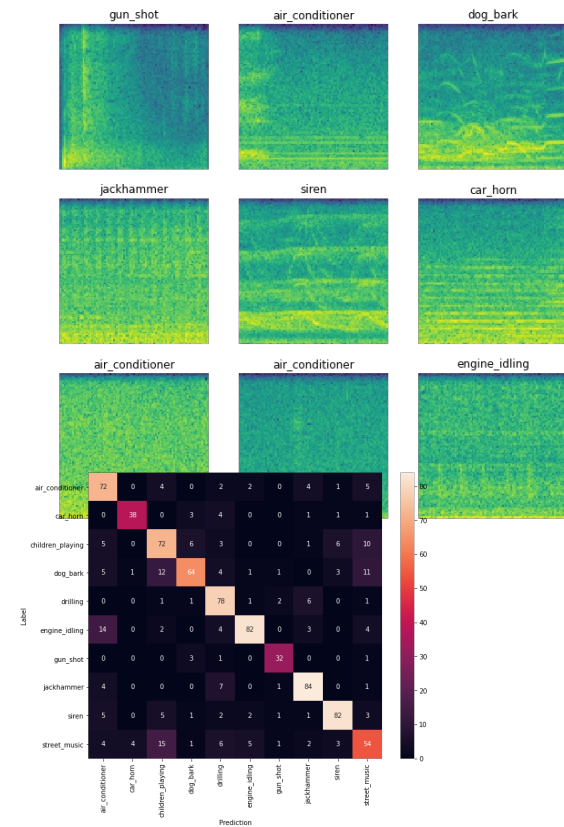 gun_shot air_conditioner dog_bark
jackhammer siren car_horn
air_conditioner air_conditioner engine_idling
air_conditioner 72 0 4 0 2 2 0 4 1 5
car_horn 0 38 0 3 4 0 0 1 1 1
children_playing 5 0 72 6 3 0 0 1 6 10
dog_bark 5 1 12 64 4 1 1 0 3 11
drilling 0 0 1 1 78 1 2 6 0 1
engine_idling 14 0 2 0 4 82 0 3 0 4
gun_shot 0 0 0 3 1 0 32 0 0 1
jackhammer 4 0 0 0 7 0 1 84 0 1
siren 5 0 5 1 2 2 1 1 82 3
street_music 4 4 15 1 6 5 1 2 3 54
Label
air_conditioner car_horn children_playing dog_bark drilling engine_idling gun_shot jackhammer siren street_music
Prediction
80
70
60
50
40
30
20
10
0